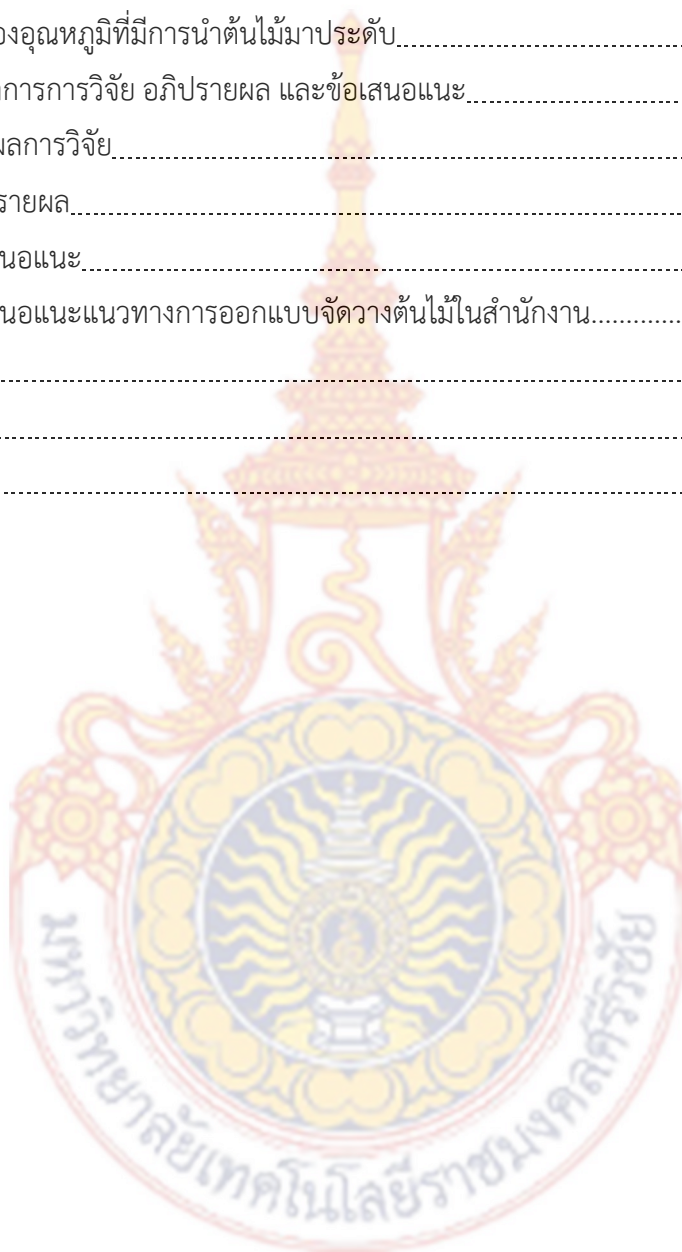 องอุณหภูมิที่มีการนำต้นไม้มาประดับ
การการวิจัย อภิปรายผล และข้อเสนอแนะ
ผลการวิจัย
รายผล
นอแนะ
นอแนะแนวทางการออกแบบจัดวางต้นไม้ในสำนักงาน
มหาวิทยาลัยเทคโนโลยีราชมงคลศรีวิชัย